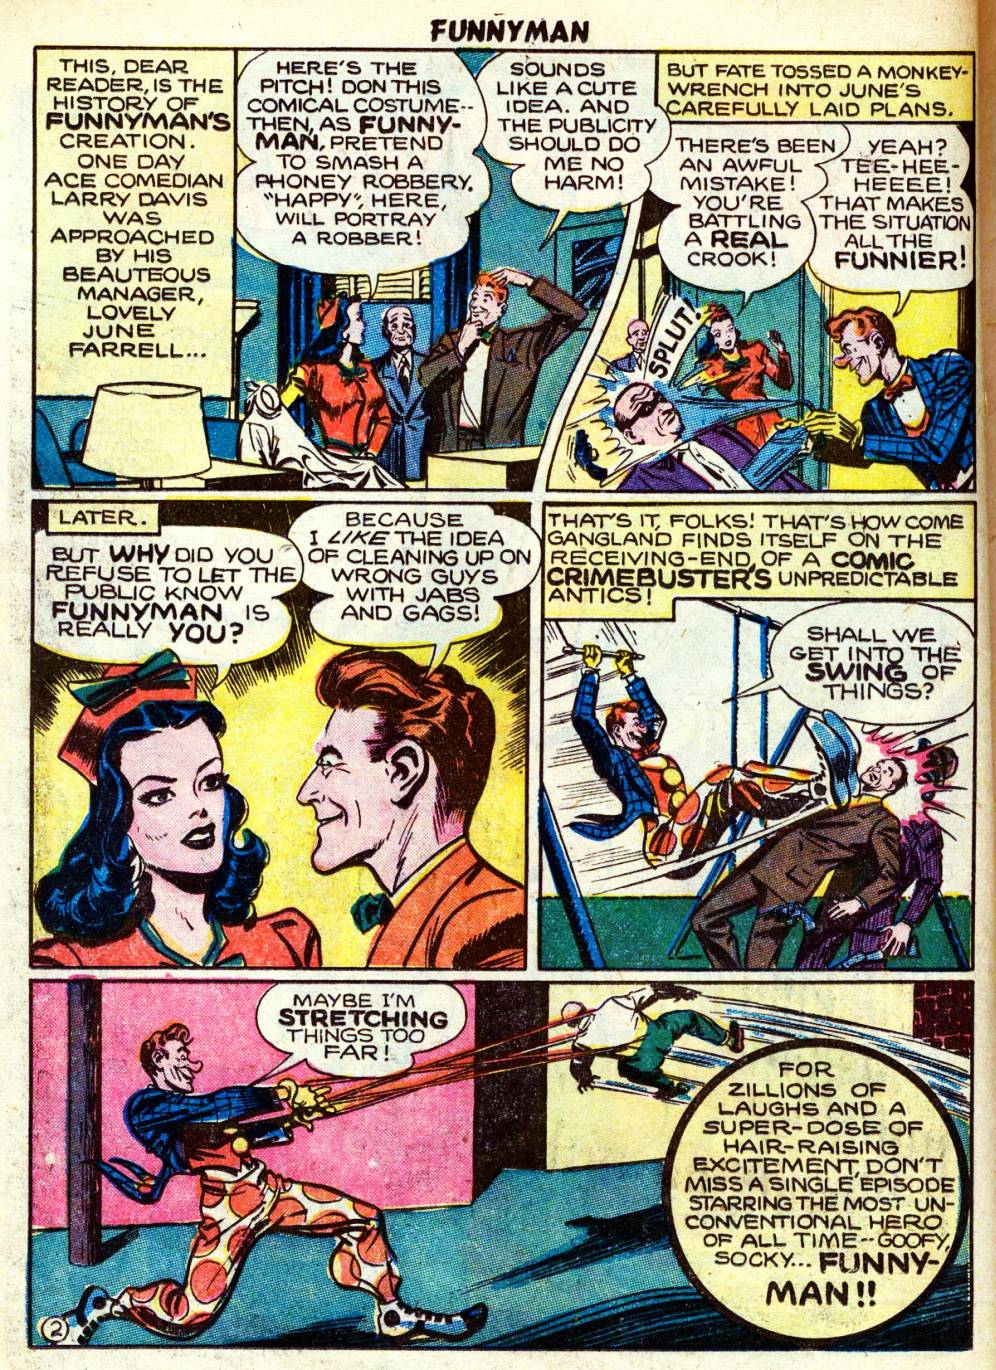 FUNNYMAN
THIS, DEAR
READER, IS THE
HISTORY OF
FUNNYMAN'S
CREATION.
ONE DAY
ACE COMEDIAN
LARRY DAVIS
WAS
APPROACHED
BY HIS
BEAUTEOUS
MANAGER,
LOVELY
JUNE
FARRELL...
HERE'S THE
PITCH! DON THIS
COMICAL COSTUME--
THEN, AS FUNNY-
MAN, PRETEND
TO SMASH A
PHONEY ROBBERY.
"HAPPY", HERE,
WILL PORTRAY
A ROBBER!
SOUNDS
LIKE A CUTE
IDEA. AND
THE PUBLICITY
SHOULD DO
ME NO
HARM!
BUT FATE TOSSED A MONKEY-
WRENCH INTO JUNE'S
CAREFULLY LAID PLANS.
THERE'S BEEN
AN AWFUL
MISTAKE!
YOU'RE
BATTLING
A REAL
CROOK!
YEAH?
TEE-HEE-
HEEEE!
THAT MAKES
THE SITUATION
ALL THE
FUNNIER!
SPLUT!
LATER.
BUT WHY DID YOU
REFUSE TO LET THE
PUBLIC KNOW
FUNNYMAN IS
REALLY YOU?
BECAUSE
I LIKE THE IDEA
OF CLEANING UP ON
WRONG GUYS
WITH JABS
AND GAGS!
THAT'S IT, FOLKS! THAT'S HOW COME
GANGLAND FINDS ITSELF ON THE
RECEIVING-END, OF A COMIC
CRIMEBUSTER'S UNPREDICTABLE
ANTICS!
SHALL WE
GET INTO THE
SWING OF
THINGS?
MAYBE I'M
STRETCHING
THINGS TOO
FAR!
FOR
ZILLIONS OF
LAUGHS AND A
SUPER-DOSE OF
HAIR-RAISING
EXCITEMENT, DON'T
MISS A SINGLE EPISODE
STARRING THE MOST UN-
CONVENTIONAL HERO
OF ALL TIME--GOOFY,
SOCKY... FUNNY-
MAN!!
2